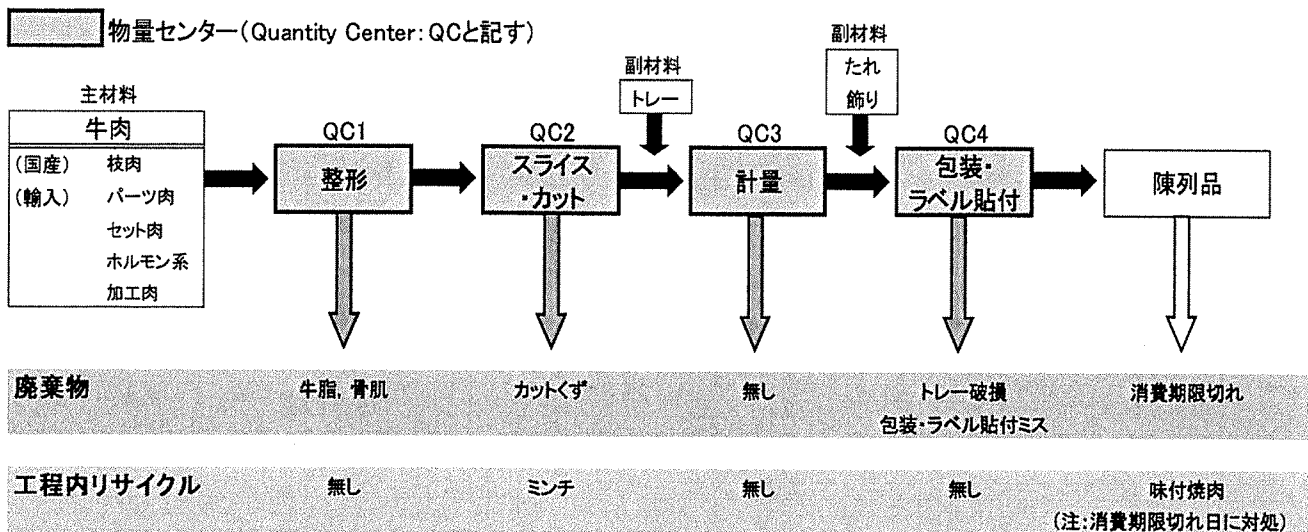 物量センター(Quantity Center: QCと記す)
主材料
牛肉
(国産) 枝肉
(輸入) パーツ肉
セット肉
ホルモン系
加工肉
QC1
整形
QC2
スライス
・カット
副材料
トレー
QC3
計量
副材料
たれ
飾り
QC4
包装・
ラベル貼付
陳列品
廃棄物 牛脂, 骨肌 カットくず 無し トレー破損 消費期限切れ
包装・ラベル貼付ミス
工程内リサイクル 無し ミンチ 無し 無し 味付焼肉
(注:消費期限切れ日に対処)